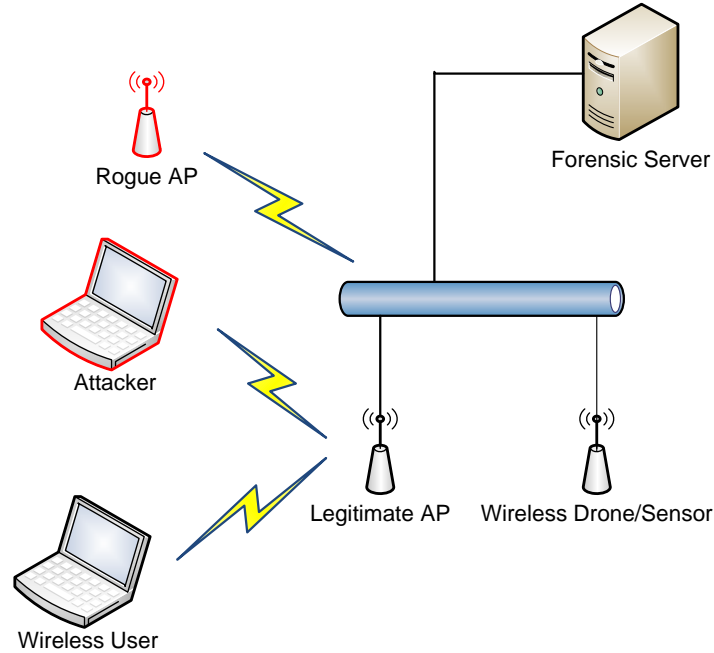 Forensic Server
Rogue AP
Attacker
Legitimate AP
Wireless Drone/Sensor
Wireless User